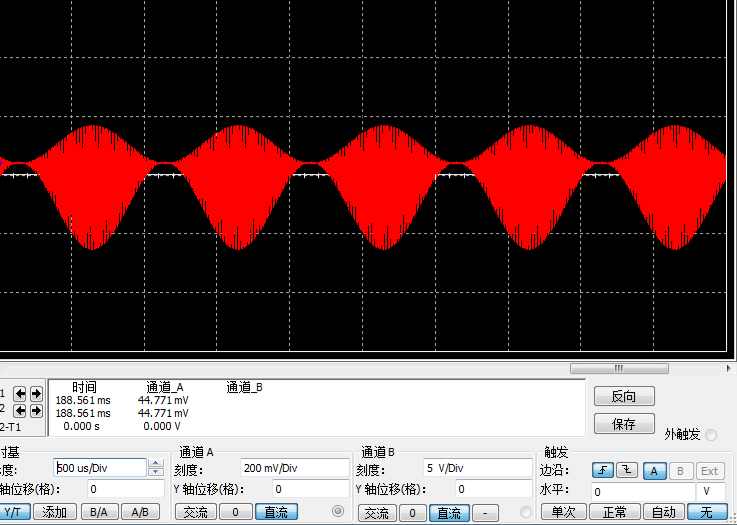 时间 通道_A 通道_B
1 188.561 ms 44.771 mV
2 188.561 ms 44.771 mV
2-T1 0.000 s 0.000 V
反向
保存
外触发
时基 通道 A 通道 B 触发
度: 500 us/Div 刻度: 200 mV/Div 刻度: 5 V/Div 边沿: A B Ext
轴位移(格): 0 Y 轴位移(格): 0 Y 轴位移(格): 0 水平: 0 V
Y/T 添加 B/A A/B 交流 0 直流 交流 0 直流 - 单次 正常 自动 无